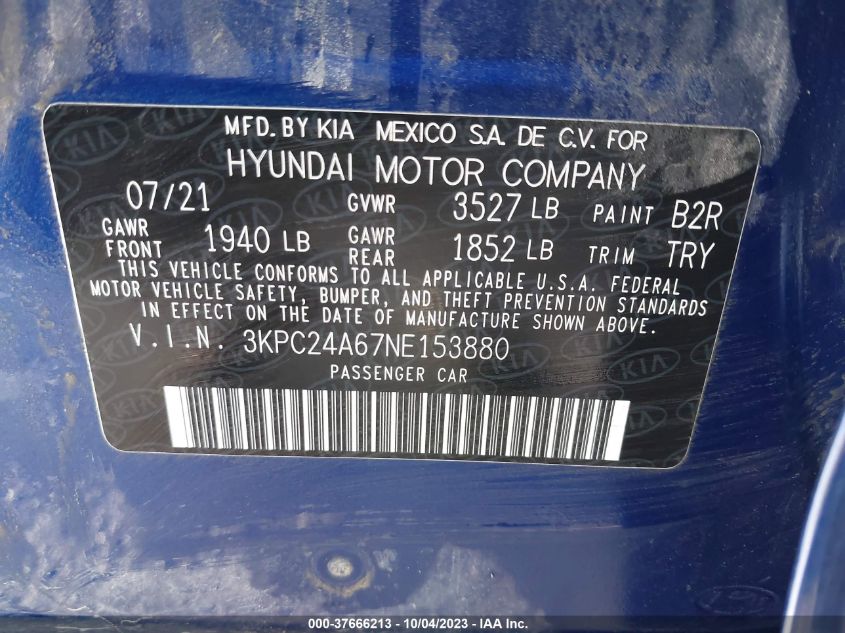 MFD. BY KIA MEXICO S.A. DE C.V. FOR
HYUNDAI MOTOR COMPANY
07/21 GVWR 3527 LB PAINT B2R
GAWR FRONT 1940 LB GAWR REAR 1852 LB TRIM TRY
THIS VEHICLE CONFORMS TO ALL APPLICABLE U.S.A. FEDERAL
MOTOR VEHICLE SAFETY, BUMPER, AND THEFT PREVENTION STANDARDS
IN EFFECT ON THE DATE OF MANUFACTURE SHOWN ABOVE.
V.I.N. 3KPC24A67NE153880
PASSENGER CAR
000-37666213 - 10/04/2023 - IAA Inc.